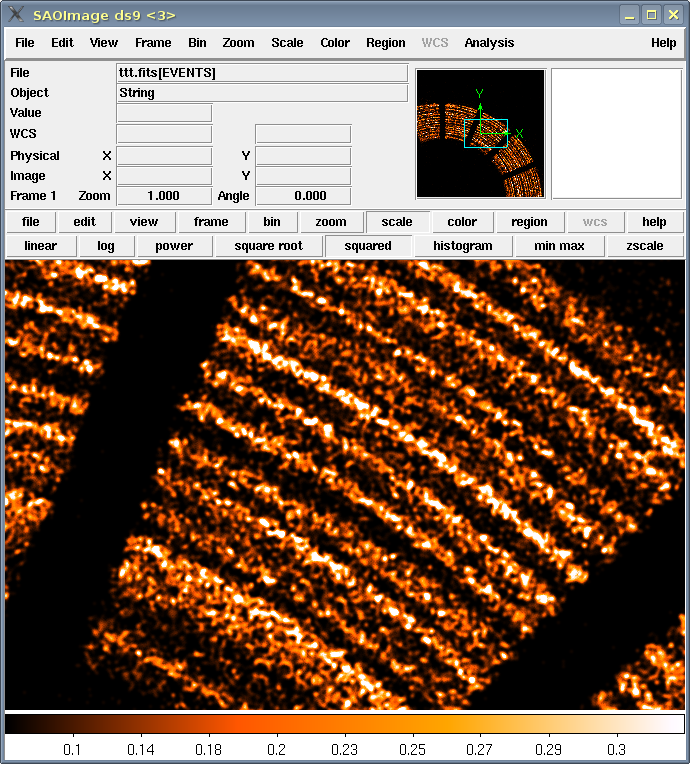 SAOImage ds9 <3>
File Edit View Frame Bin Zoom Scale Color Region WCS Analysis Help
File ttt.fits[EVENTS]
Object String
Value
WCS
Physical X Y
Image X Y
Frame 1 Zoom 1.000 Angle 0.000
Y
X
file edit view frame bin zoom scale color region wcs help
linear log power square root squared histogram min max zscale
0.1 0.14 0.18 0.2 0.23 0.25 0.27 0.29 0.3